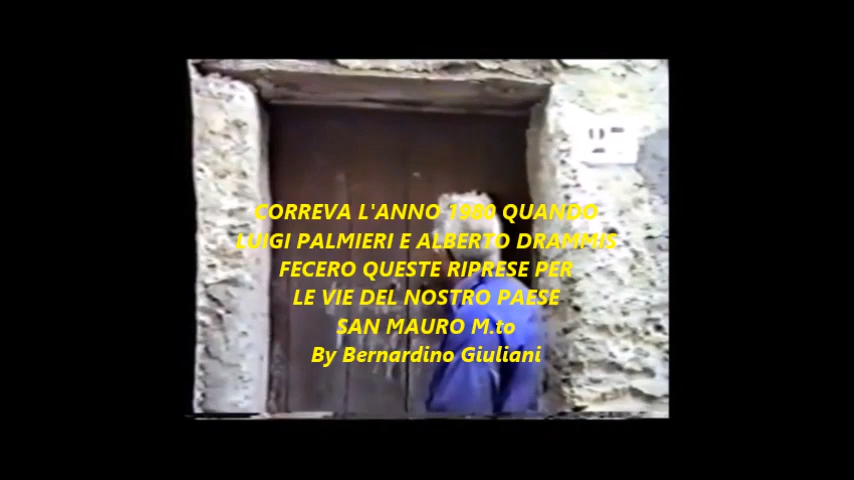 CORREVA L'ANNO 1980 QUANDO
LUIGI PALMIERI E ALBERTO DRAMMIS
FECERO QUESTE RIPRESE PER
LE VIE DEL NOSTRO PAESE
SAN MAURO M.to
By Bernardino Giuliani